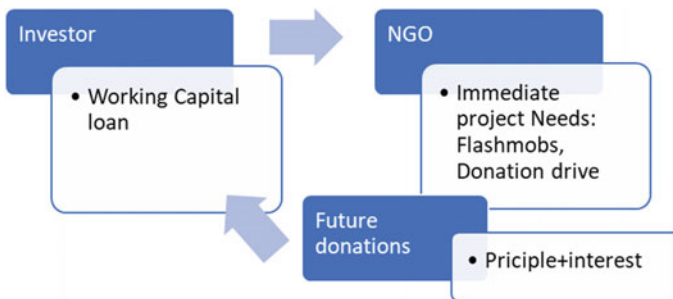 Investor
• Working Capital
loan
NGO
• Immediate
project Needs:
Flashmobs,
Donation drive
Future
donations
• Priciple+interest